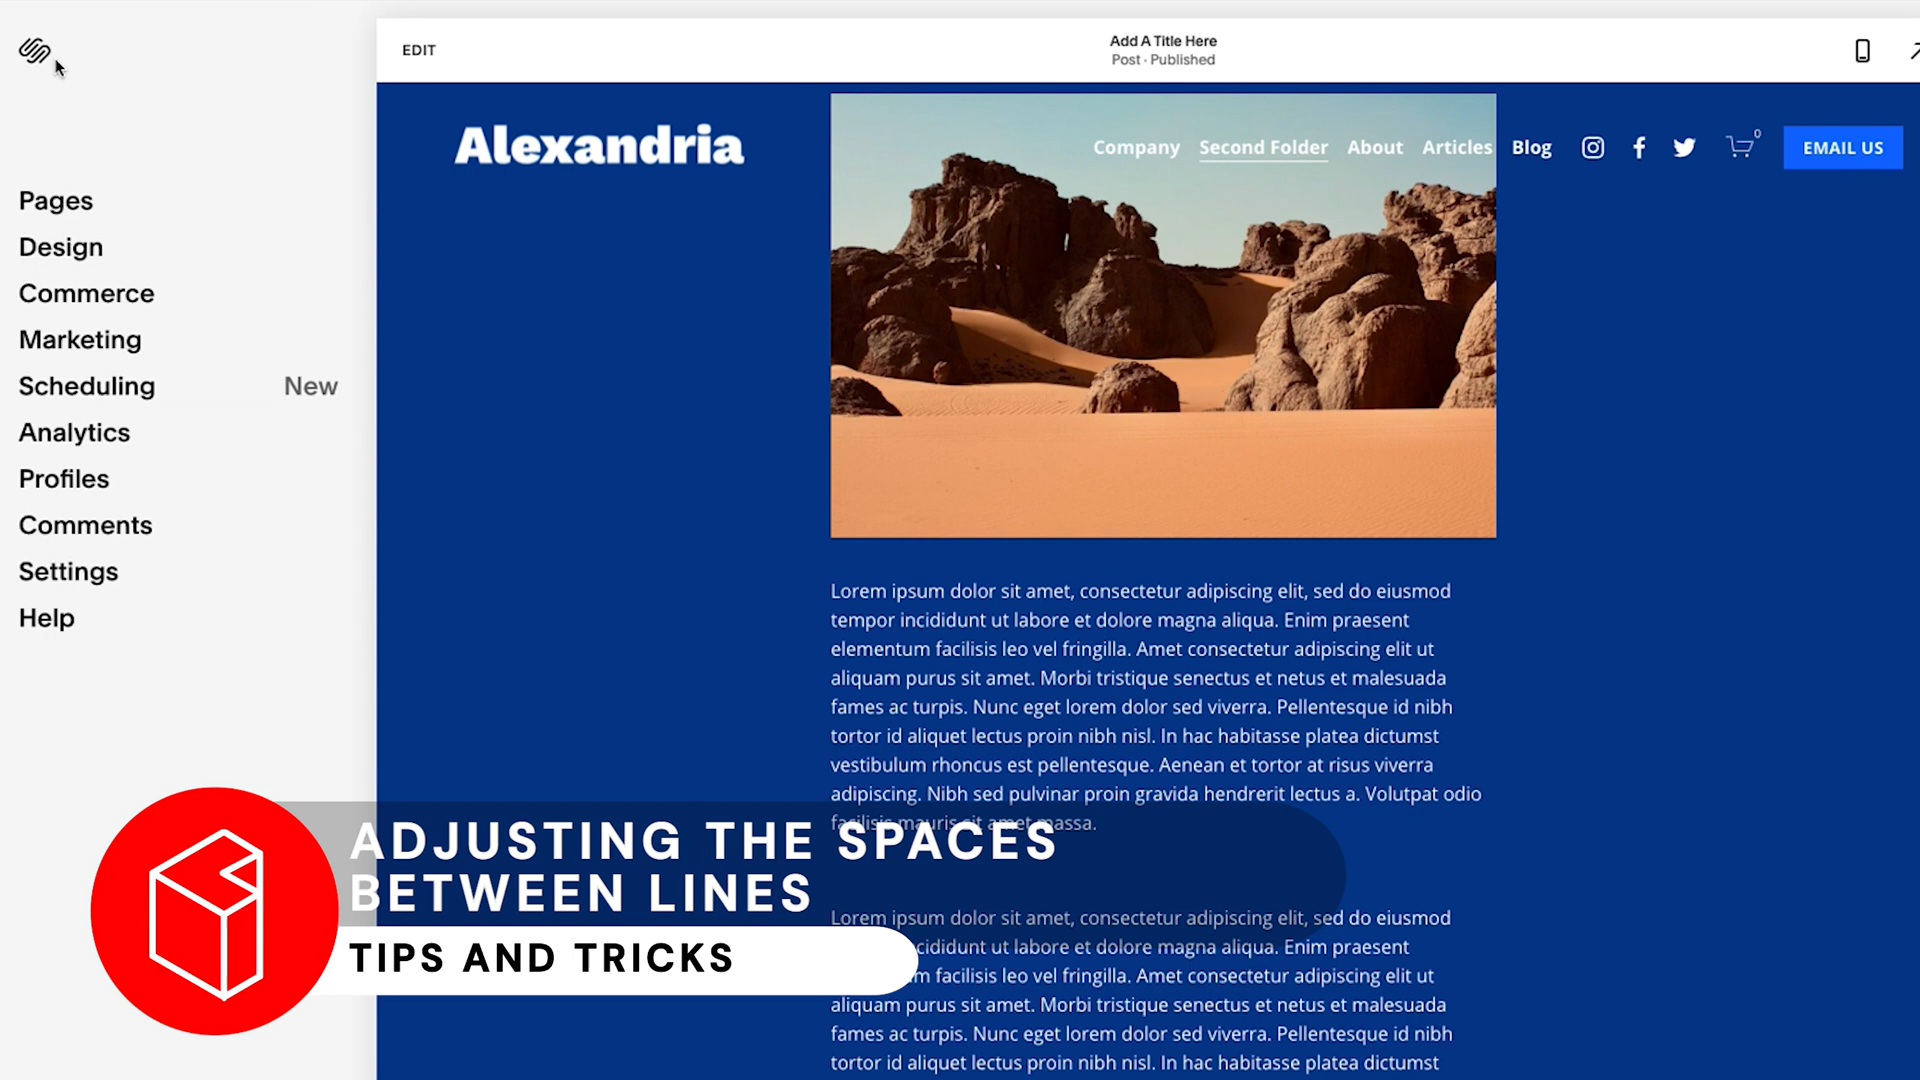 EDIT
Add A Title Here
Post · Published
Pages
Design
Commerce
Marketing
Scheduling New
Analytics
Profiles
Comments
Settings
Help
Alexandria
Company Second Folder About Articles Blog 0 EMAIL US
Lorem ipsum dolor sit amet, consectetur adipiscing elit, sed do eiusmod
tempor incididunt ut labore et dolore magna aliqua. Enim praesent
elementum facilisis leo vel fringilla. Amet consectetur adipiscing elit ut
aliquam purus sit amet. Morbi tristique senectus et netus et malesuada
fames ac turpis. Nunc eget lorem dolor sed viverra. Pellentesque id nibh
tortor id aliquet lectus proin nibh nisl. In hac habitasse platea dictumst
vestibulum rhoncus est pellentesque. Aenean et tortor at risus viverra
adipiscing. Nibh sed pulvinar proin gravida hendrerit lectus a. Volutpat odio
facilisis mauris sit amet massa.
ADJUSTING THE SPACES
BETWEEN LINES
TIPS AND TRICKS
Lorem ipsum dolor sit amet, consectetur adipiscing elit, sed do eiusmod
cididunt ut labore et dolore magna aliqua. Enim praesent
m facilisis leo vel fringilla. Amet consectetur adipiscing elit ut
aliquam purus sit amet. Morbi tristique senectus et netus et malesuada
fames ac turpis. Nunc eget lorem dolor sed viverra. Pellentesque id nibh
tortor id aliquet lectus proin nibh nisl. In hac habitasse platea dictumst